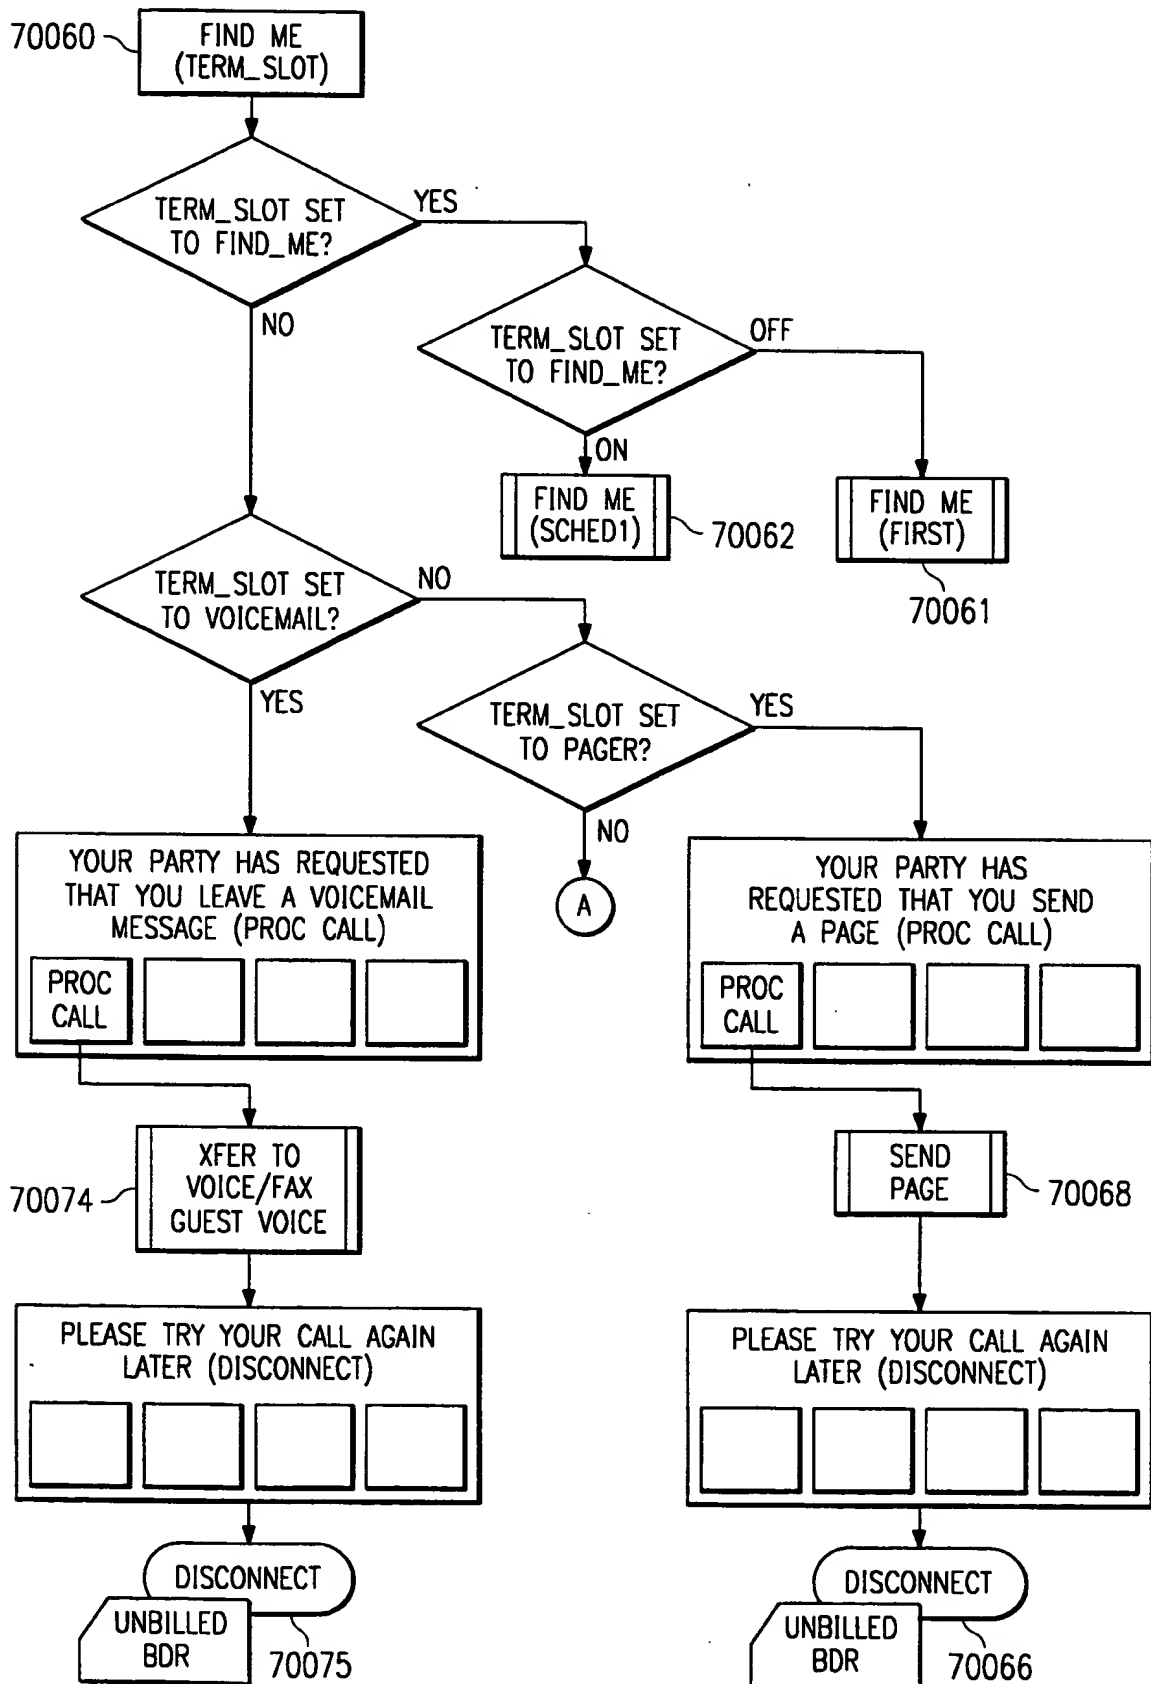 70060
FIND ME
(TERM_SLOT)
TERM_SLOT SET
TO FIND_ME?
YES
NO
TERM_SLOT SET
TO FIND_ME?
OFF
ON
FIND ME
(SCHED1)
70062
FIND ME
(FIRST)
70061
TERM_SLOT SET
TO VOICEMAIL?
NO
YES
TERM_SLOT SET
TO PAGER?
YES
NO
A
YOUR PARTY HAS REQUESTED
THAT YOU LEAVE A VOICEMAIL
MESSAGE (PROC CALL)
PROC
CALL
YOUR PARTY HAS
REQUESTED THAT YOU SEND
A PAGE (PROC CALL)
PROC
CALL
70074
XFER TO
VOICE/FAX
GUEST VOICE
SEND
PAGE
70068
PLEASE TRY YOUR CALL AGAIN
LATER (DISCONNECT)
PLEASE TRY YOUR CALL AGAIN
LATER (DISCONNECT)
DISCONNECT
UNBILLED
BDR
70075
DISCONNECT
UNBILLED
BDR
70066